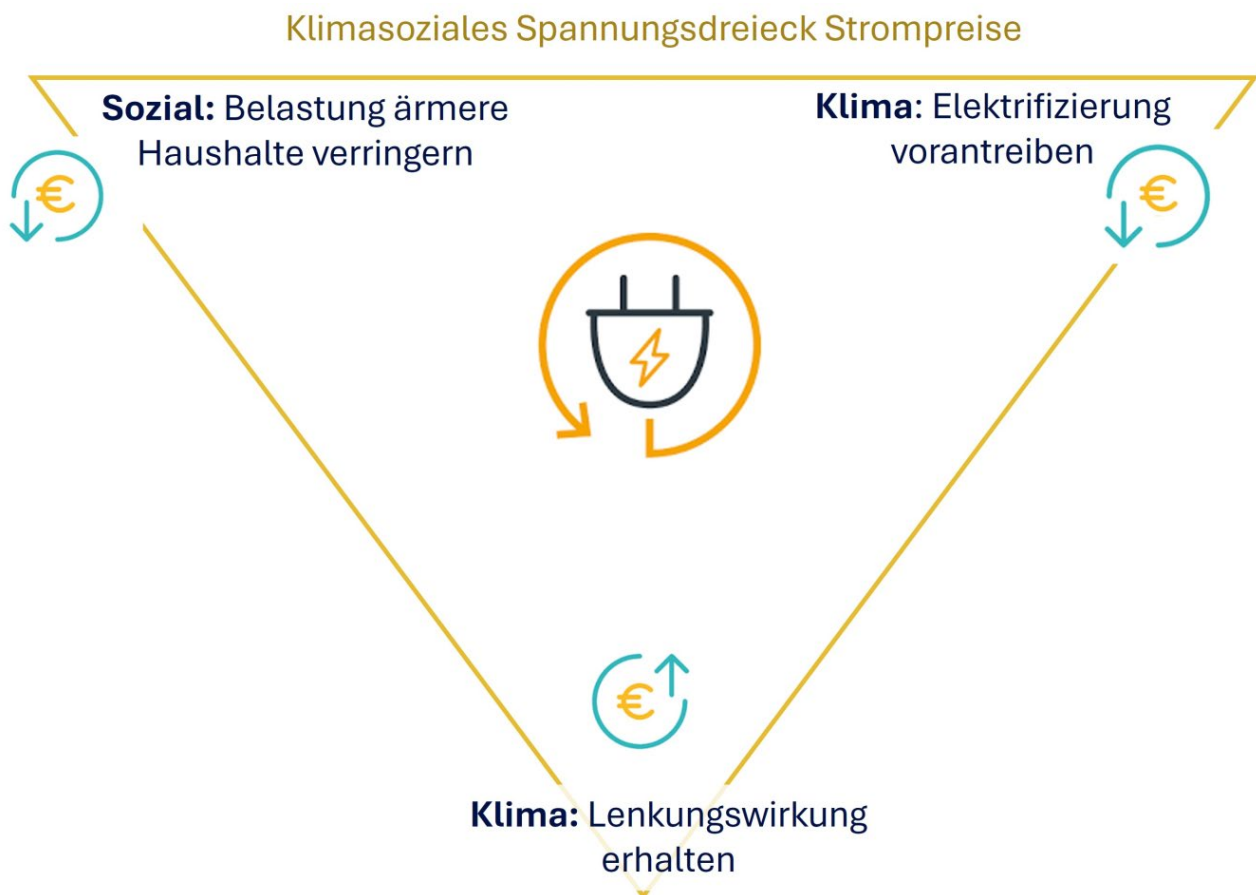 Klimasoziales Spannungsdreieck Strompreise
Sozial: Belastung ärmere
Haushalte verringern
Klima: Elektrifizierung
vorantreiben
€
€
€
Klima: Lenkungswirkung
erhalten